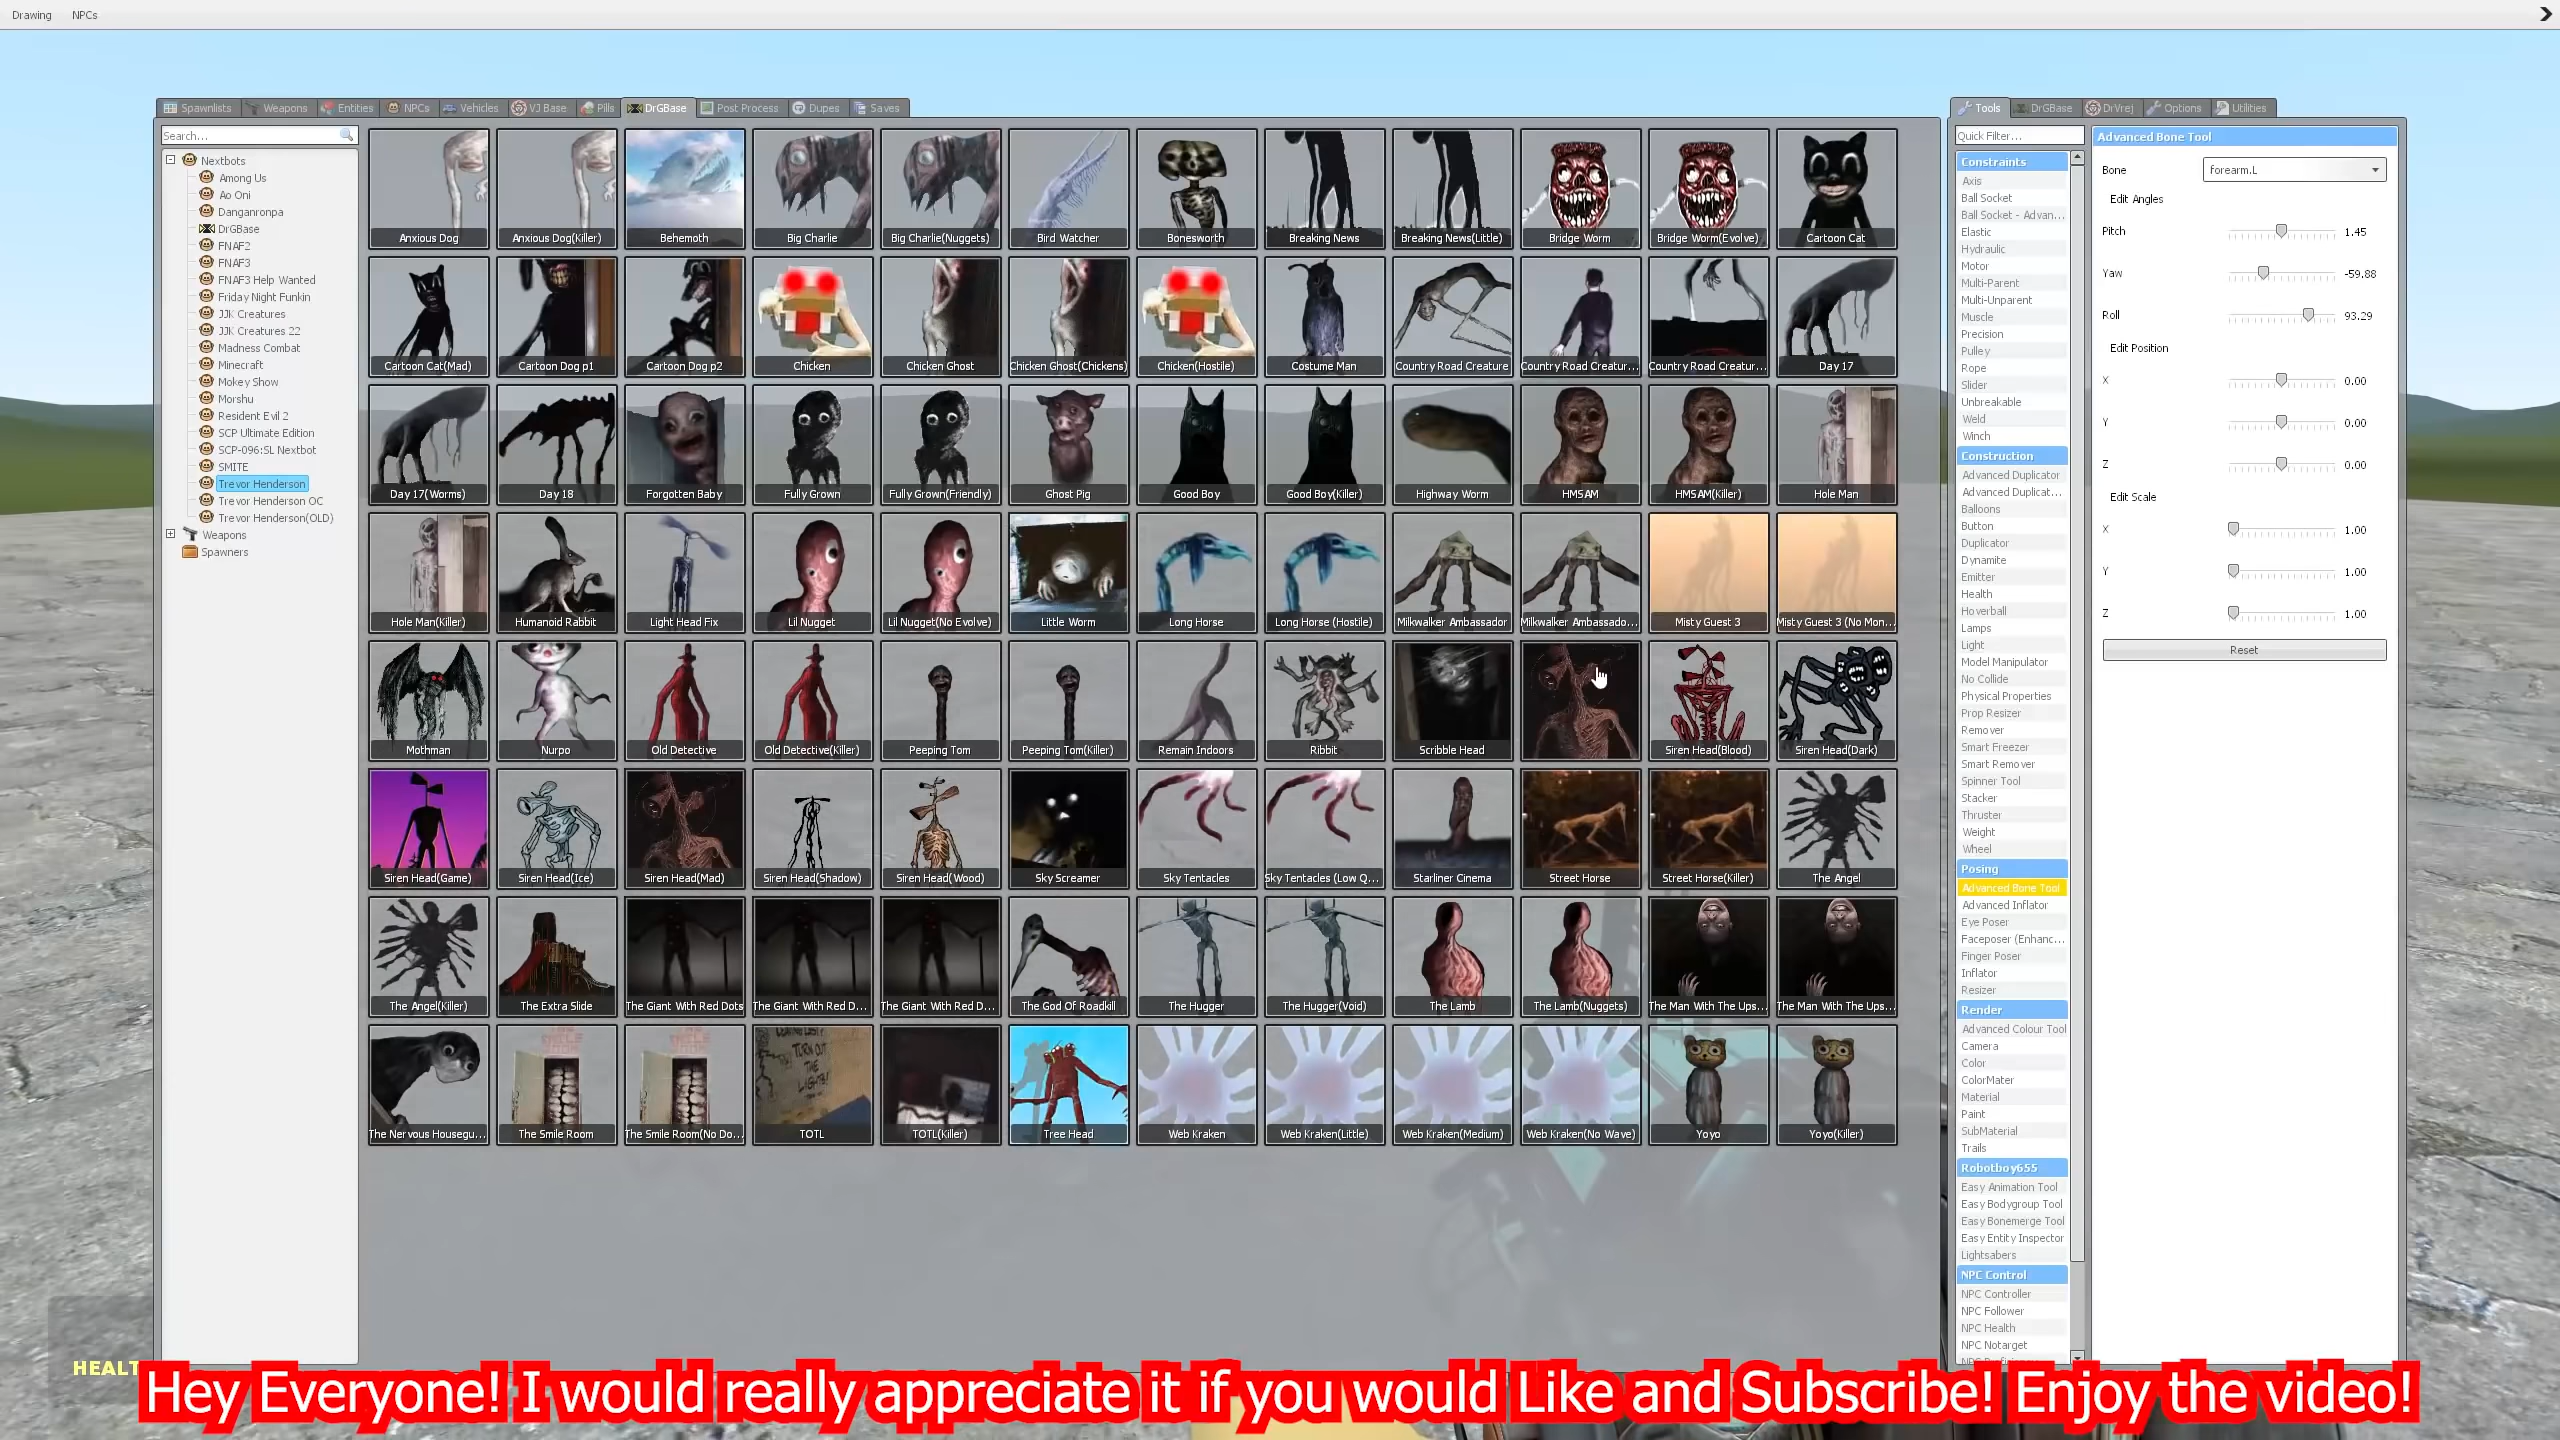 Drawing NPCs
Spawnlists Weapons Entities NPCs Vehicles VJ Base Pills DrGBase Post Process Dupes Saves
Search...
Nextbots
Among Us
Ao Oni
Danganronpa
DrGBase
FNAF2
FNAF3
FNAF3 Help Wanted
Friday Night Funkin
JJK Creatures
JJK Creatures 22
Madness Combat
Minecraft
Mokey Show
Morshu
Resident Evil 2
SCP Ultimate Edition
SCP-096:SL Nextbot
SMITE
Trevor Henderson
Trevor Henderson OC
Trevor Henderson(OLD)
Weapons
Spawners
Anxious Dog Anxious Dog(Killer) Behemoth Big Charlie Big Charlie(Nuggets) Bird Watcher Bonesworth Breaking News Breaking News(Little) Bridge Worm Bridge Worm(Evolve) Cartoon Cat
Cartoon Cat(Mad) Cartoon Dog p1 Cartoon Dog p2 Chicken Chicken Ghost Chicken Ghost(Chickens) Chicken(Hostile) Costume Man Country Road Creature Country Road Creatur... Country Road Creatur... Day 17
Day 17(Worms) Day 18 Forgotten Baby Fully Grown Fully Grown(Friendly) Ghost Pig Good Boy Good Boy(Killer) Highway Worm HMSAM HMSAM(Killer) Hole Man
Hole Man(Killer) Humanoid Rabbit Light Head Fix Lil Nugget Lil Nugget(No Evolve) Little Worm Long Horse Long Horse (Hostile) Milkwalker Ambassador Milkwalker Ambassado... Misty Guest 3 Misty Guest 3 (No Mon...
Mothman Nurpo Old Detective Old Detective(Killer) Peeping Tom Peeping Tom(Killer) Remain Indoors Ribbit Scribble Head Siren Head(Blood) Siren Head(Dark)
Siren Head(Game) Siren Head(Ice) Siren Head(Mad) Siren Head(Shadow) Siren Head(Wood) Sky Screamer Sky Tentacles Sky Tentacles (Low Q... Starliner Cinema Street Horse Street Horse(Killer) The Angel
The Angel(Killer) The Extra Slide The Giant With Red Dots The Giant With Red D... The Giant With Red D... The God Of Roadkill The Hugger The Hugger(Void) The Lamb The Lamb(Nuggets) The Man With The Ups... The Man With The Ups...
TURN OUT
THE
LIGHTS!
The Nervous Housegu... The Smile Room The Smile Room(No Do... TOTL TOTL(Killer) Tree Head Web Kraken Web Kraken(Little) Web Kraken(Medium) Web Kraken(No Wave) Yoyo Yoyo(Killer)
Tools DrGBase DrVrej Options Utilities
Quick Filter...
Constraints
Axis
Ball Socket
Ball Socket - Advan...
Elastic
Hydraulic
Motor
Multi-Parent
Multi-Unparent
Muscle
Precision
Pulley
Rope
Slider
Unbreakable
Weld
Winch
Construction
Advanced Duplicator
Advanced Duplicat...
Balloons
Button
Duplicator
Dynamite
Emitter
Health
Hoverball
Lamps
Light
Model Manipulator
No Collide
Physical Properties
Prop Resizer
Remover
Smart Freezer
Smart Remover
Spinner Tool
Stacker
Thruster
Weight
Wheel
Posing
Advanced Bone Tool
Advanced Inflator
Eye Poser
Faceposer (Enhanc...
Finger Poser
Inflator
Resizer
Render
Advanced Colour Tool
Camera
Color
ColorMater
Material
Paint
SubMaterial
Trails
Robotboy655
Easy Animation Tool
Easy Bodygroup Tool
Easy Bonemerge Tool
Easy Entity Inspector
Lightsabers
NPC Control
NPC Controller
NPC Follower
NPC Health
NPC Notarget
Advanced Bone Tool
Bone forearm.L
Edit Angles
Pitch 1.45
Yaw -59.88
Roll 93.29
Edit Position
X 0.00
Y 0.00
Z 0.00
Edit Scale
X 1.00
Y 1.00
Z 1.00
Reset
HEALT
Hey Everyone! I would really appreciate it if you would Like and Subscribe! Enjoy the video!